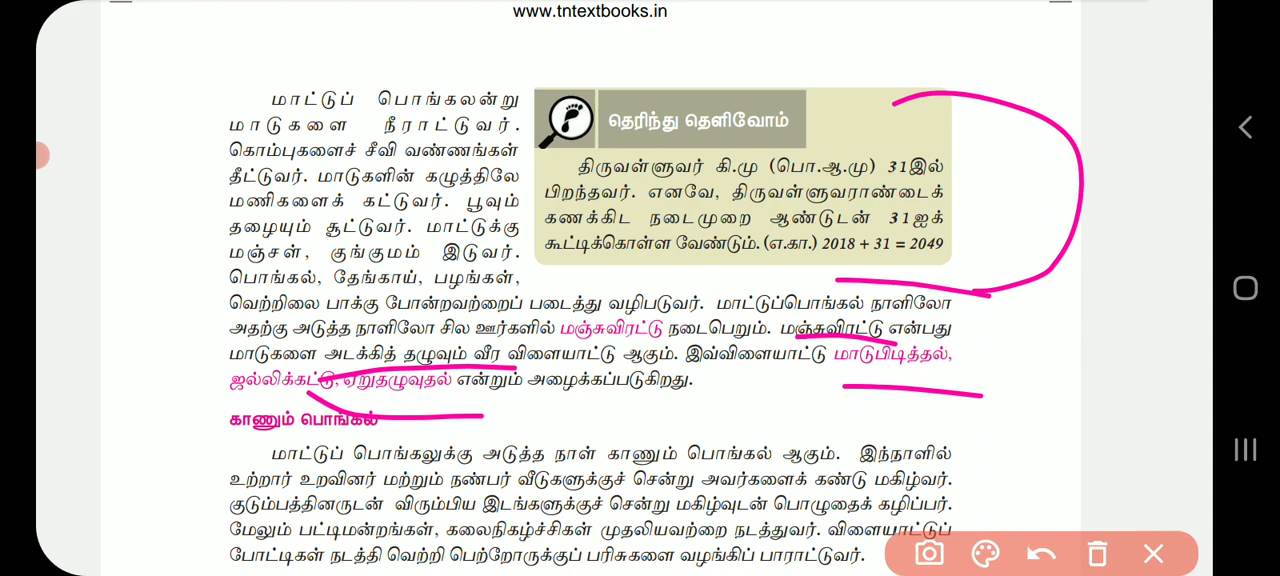 www.tntextbooks.in
மாட்டுப் பொங்கலன்று
மாடுகளை நீராட்டுவர்.
கொம்புகளைச் சீவி வண்ணங்கள்
தீட்டுவர். மாடுகளின் கழுத்திலே
மணிகளைக் கட்டுவர். பூவும்
தழையும் சூட்டுவர். மாட்டுக்கு
மஞ்சள், குங்குமம் இடுவர்.
பொங்கல், தேங்காய், பழங்கள்,
தெரிந்து தெளிவோம்
திருவள்ளுவர் கி.மு (பொ.ஆ.மு) 31இல்
பிறந்தவர். எனவே, திருவள்ளுவராண்டைக்
கணக்கிட நடைமுறை ஆண்டுடன் 31ஐக்
கூட்டிக்கொள்ள வேண்டும். (எ.கா.) 2018 + 31 = 2049
வெற்றிலை பாக்கு போன்றவற்றைப் படைத்து வழிபடுவர். மாட்டுப்பொங்கல் நாளிலோ
அதற்கு அடுத்த நாளிலோ சில ஊர்களில் மஞ்சுவிரட்டு நடைபெறும். மஞ்சுவிரட்டு என்பது
மாடுகளை அடக்கித் தழுவும் வீர விளையாட்டு ஆகும். இவ்விளையாட்டு மாடுபிடித்தல்,
ஜல்லிக்கட்டு, ஏறுதழுவுதல் என்றும் அழைக்கப்படுகிறது.
காணும் பொங்கல்
மாட்டுப் பொங்கலுக்கு அடுத்த நாள் காணும் பொங்கல் ஆகும். இந்நாளில்
உற்றார் உறவினர் மற்றும் நண்பர் வீடுகளுக்குச் சென்று அவர்களைக் கண்டு மகிழ்வர்.
குடும்பத்தினருடன் விரும்பிய இடங்களுக்குச் சென்று மகிழ்வுடன் பொழுதைக் கழிப்பர்.
மேலும் பட்டிமன்றங்கள், கலைநிகழ்ச்சிகள் முதலியவற்றை நடத்துவர். விளையாட்டுப்
போட்டிகள் நடத்தி வெற்றி பெற்றோருக்குப் பரிசுகளை வழங்கிப் பாராட்டுவர்.